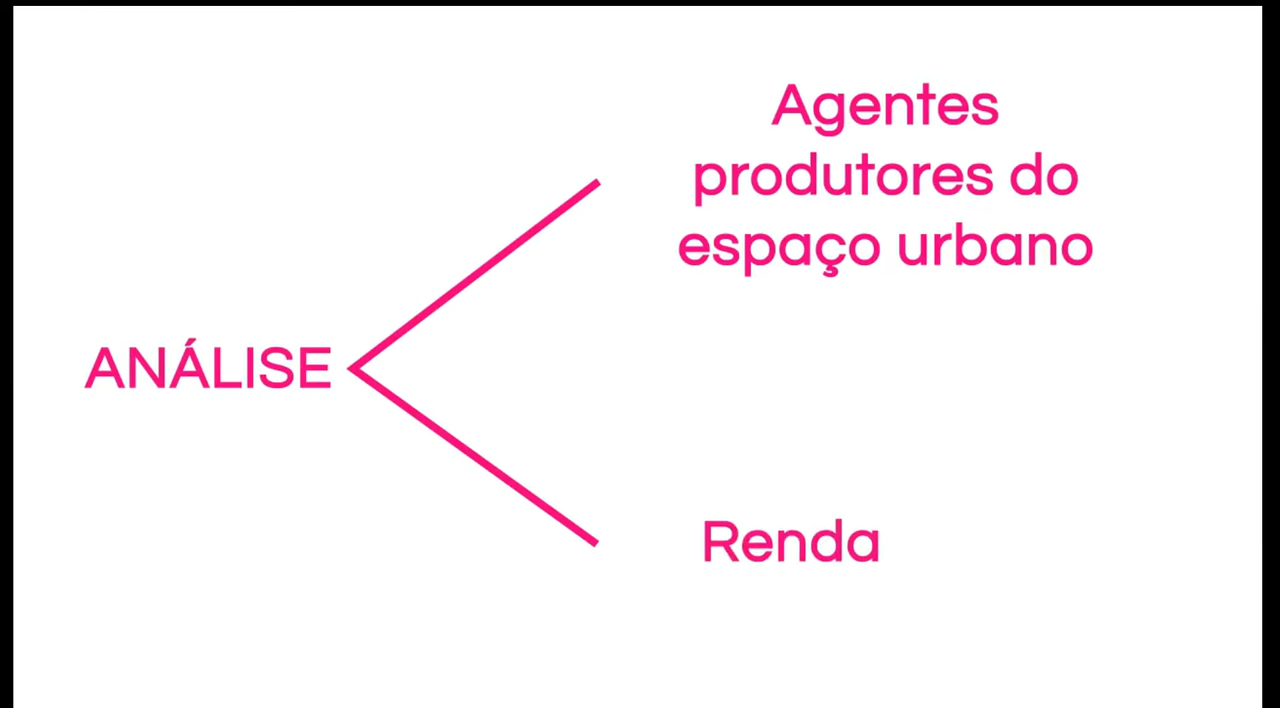 Agentes
produtores do
espaço urbano
ANÁLISE
Renda